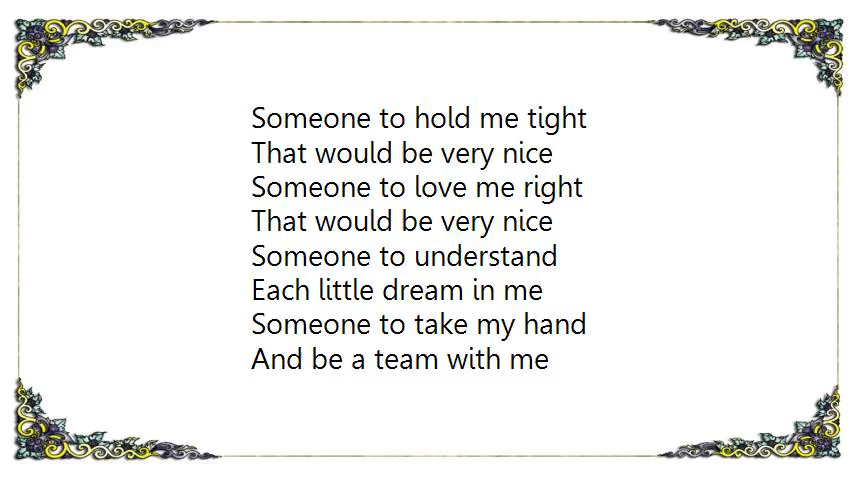 Someone to hold me tight
That would be very nice
Someone to love me right
That would be very nice
Someone to understand
Each little dream in me
Someone to take my hand
And be a team with me